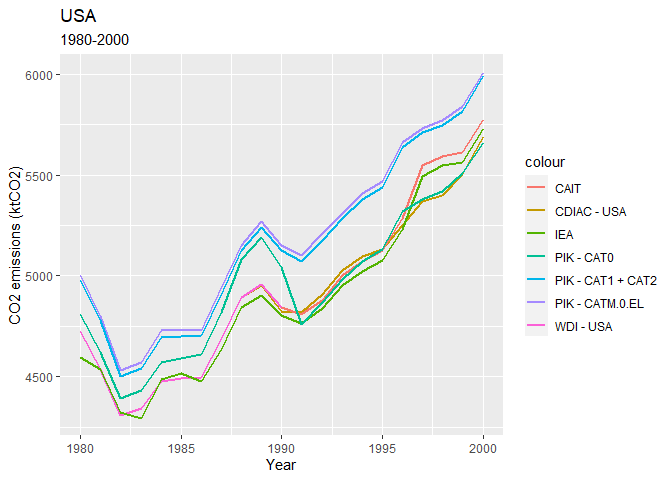 USA
1980-2000
6000
5500
5000
4500
CO2 emissions (ktCO2)
1980
1985
1990
1995
2000
Year
colour
CAIT
CDIAC - USA
IEA
PIK - CAT0
PIK - CAT1 + CAT2
PIK - CATM.0.EL
WDI - USA